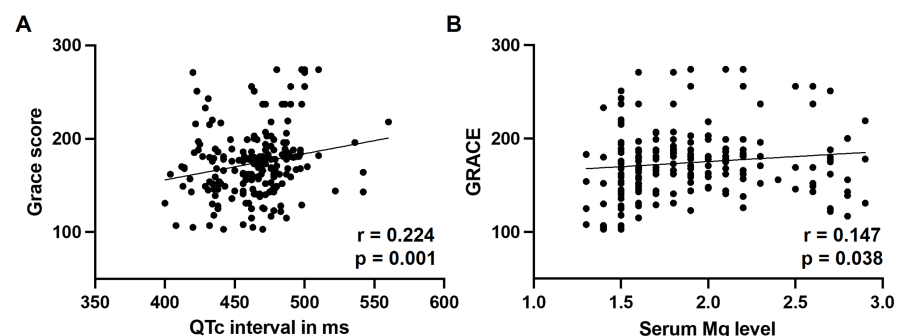 A
B
300
200
100
Grace score
r = 0.224
p = 0.001
350 400 450 500 550 600
QTc interval in ms
300
200
100
GRACE
r = 0.147
p = 0.038
1.0 1.5 2.0 2.5 3.0
Serum Mg level